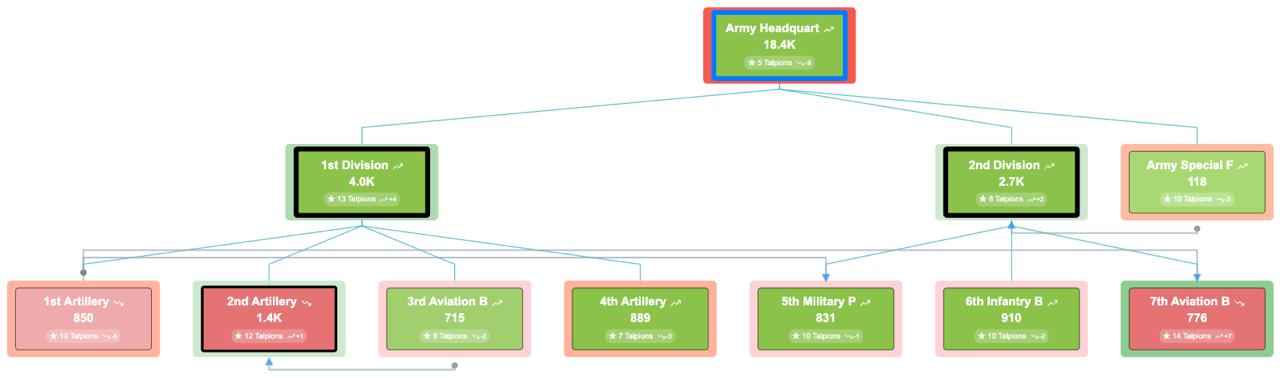 Army Headquart
18.4K
5 Talpions -9
1st Division
4.0K
13 Talpions +4
2nd Division
2.7K
8 Talpions +2
Army Special F
118
10 Talpions -3
1st Artillery
850
10 Talpions -5
2nd Artillery
1.4K
12 Talpions +1
3rd Aviation B
715
9 Talpions -2
4th Artillery
889
7 Talpions -3
5th Military P
831
10 Talpions -1
6th Infantry B
910
10 Talpions -2
7th Aviation B
776
14 Talpions +7